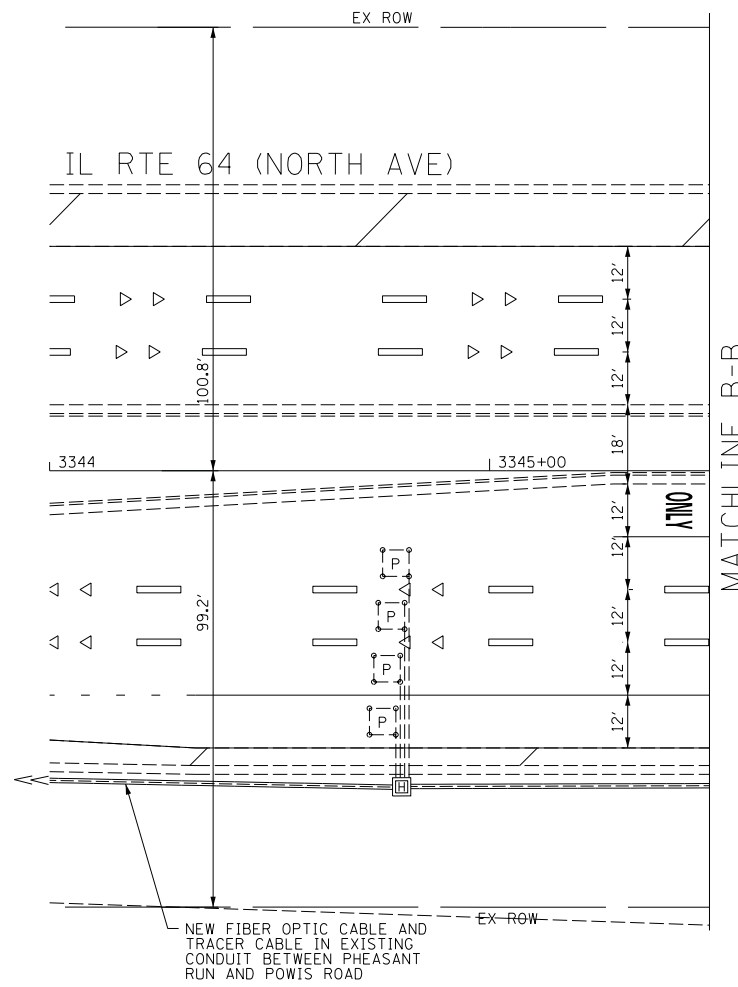 EX ROW
IL RTE 64 (NORTH AVE)
12'
12'
12'
100.8'
18'
3344
3345+00
MATCHLINE B-B
ONLY
12'
12'
P
P
12'
99.2'
P
12'
P
12'
H
EX ROW
NEW FIBER OPTIC CABLE AND
TRACER CABLE IN EXISTING
CONDUIT BETWEEN PHEASANT
RUN AND POWIS ROAD